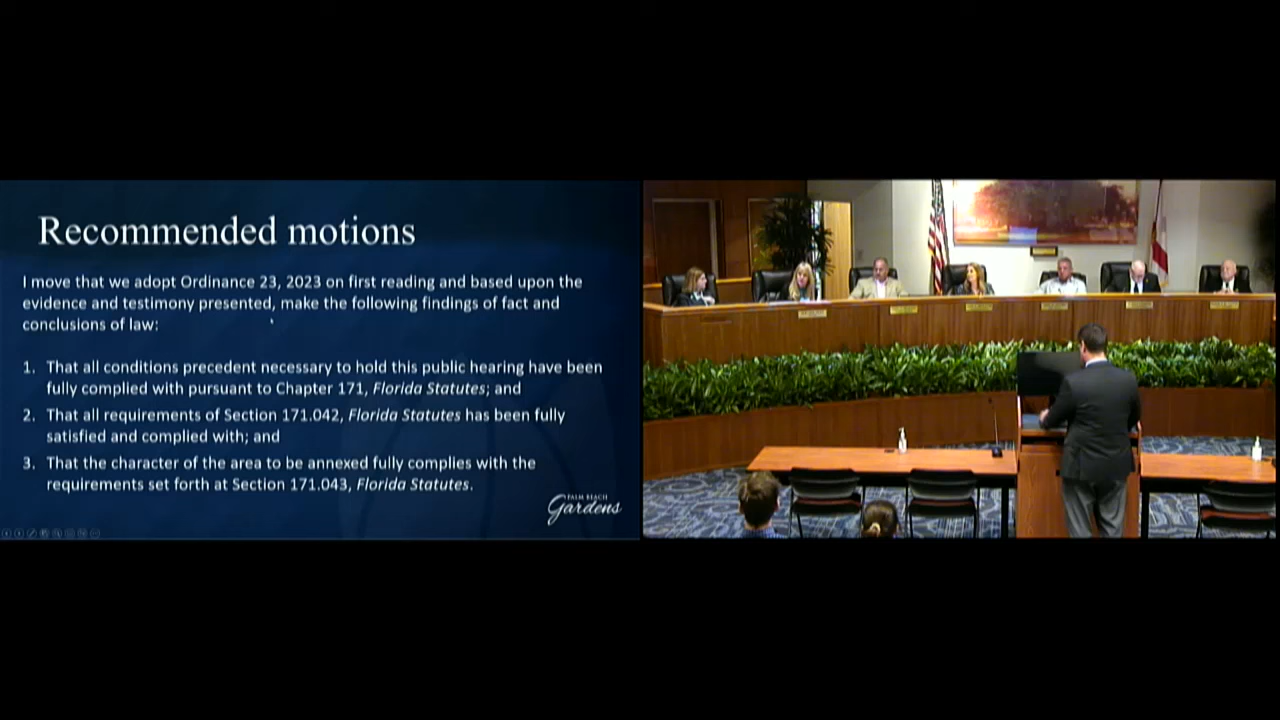 Recommended motions
I move that we adopt Ordinance 23, 2023 on first reading and based upon the
evidence and testimony presented, make the following findings of fact and
conclusions of law:
1. That all conditions precedent necessary to hold this public hearing have been
fully complied with pursuant to Chapter 171, Florida Statutes; and
2. That all requirements of Section 171.042, Florida Statutes has been fully
satisfied and complied with; and
3. That the character of the area to be annexed fully complies with the
requirements set forth at Section 171.043, Florida Statutes.
PALM BEACH
Gardens